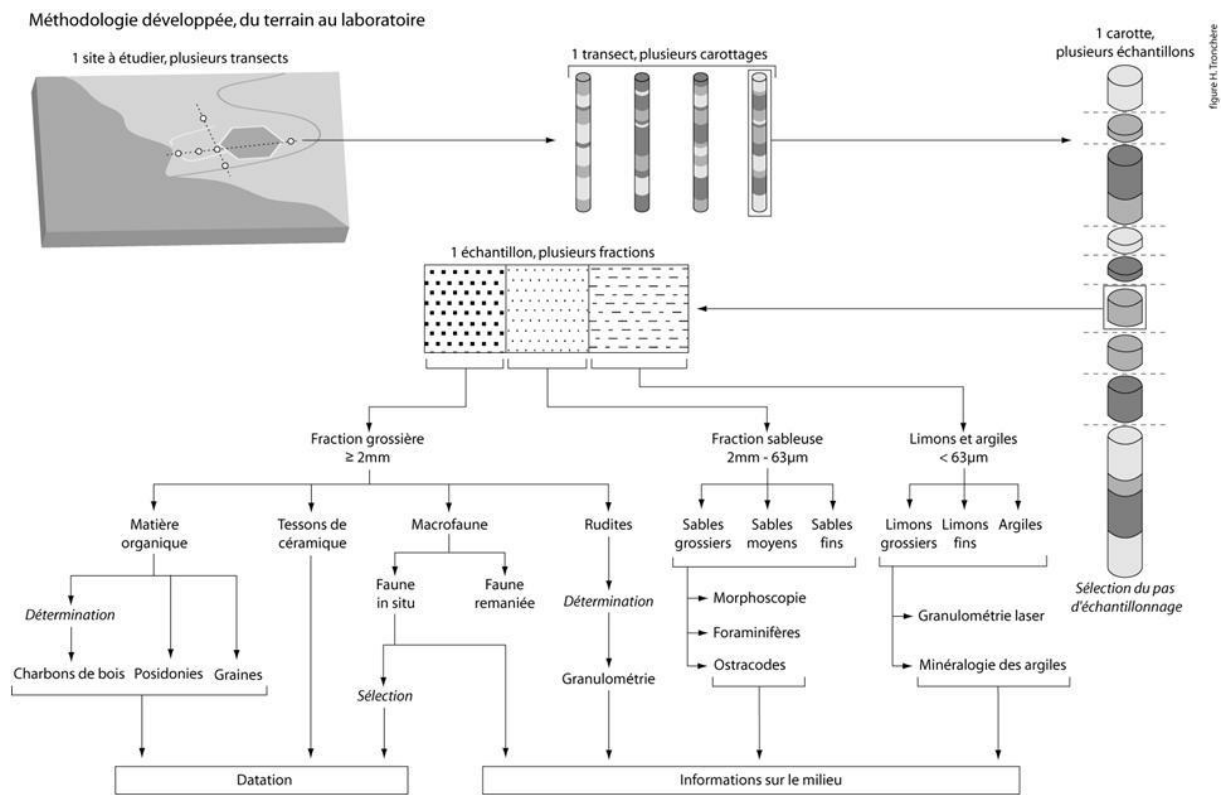 Méthodologie développée, du terrain au laboratoire
1 site à étudier, plusieurs transects
1 transect, plusieurs carottages
1 carotte,
plusieurs échantillons
figure H. Tronchère
1 échantillon, plusieurs fractions
Fraction grossière
≥ 2mm
Fraction sableuse
2mm - 63µm
Limons et argiles
< 63µm
Matière
organique
Tessons de
céramique
Macrofaune
Rudites
Sables
grossiers
Sables
moyens
Sables
fins
Limons
grossiers
Limons
fins
Argiles
Faune
in situ
Faune
remaniée
Détermination
Détermination
Morphoscopie
Foraminifères
Ostracodes
Granulométrie laser
Minéralogie des argiles
Sélection du pas
d'échantillonnage
Charbons de bois
Posidonies
Graines
Sélection
Granulométrie
Datation
Informations sur le milieu